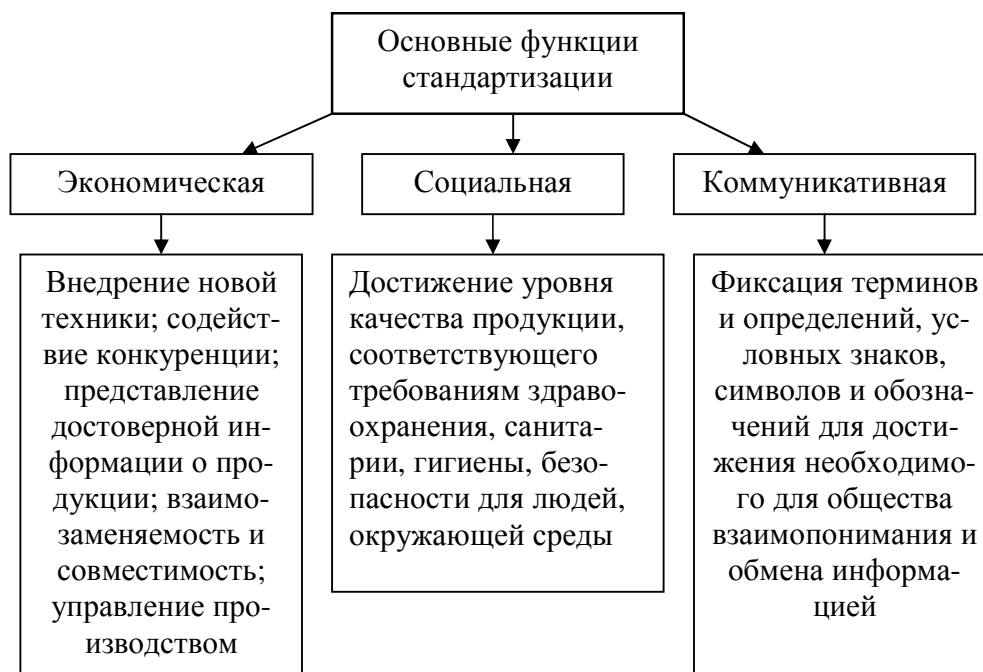 Основные функции
стандартизации
Экономическая
Социальная
Коммуникативная
Внедрение новой
техники; содейст-
вие конкуренции;
представление
достоверной ин-
формации о про-
дукции; взаимо-
заменяемость и
совместимость;
управление про-
изводством
Достижение уровня
качества продукции,
соответствующего
требованиям здраво-
охранения, санита-
рии, гигиены, безо-
пасности для людей,
окружающей среды
Фиксация терминов
и определений, ус-
ловных знаков,
символов и обозна-
чений для дости-
жения необходимо-
го для общества
взаимопонимания и
обмена информа-
цией